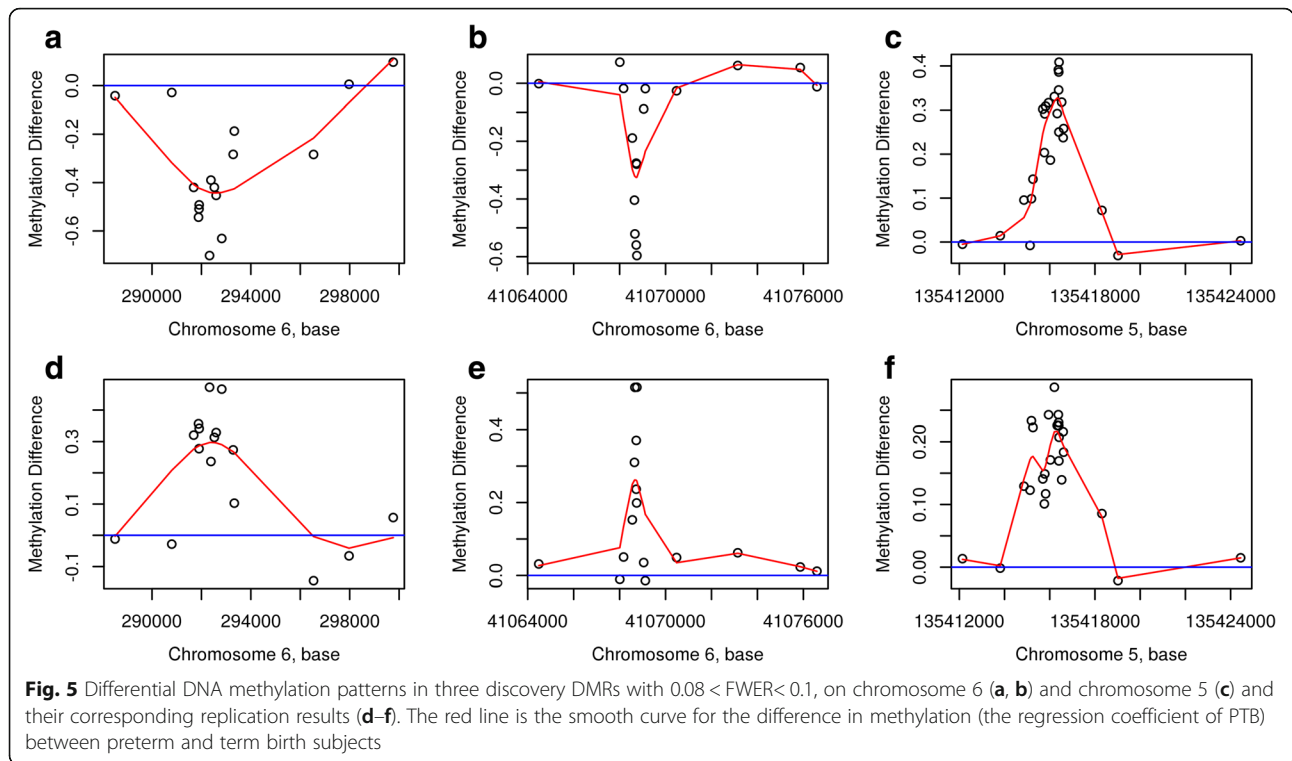 a
b
c
Methylation Difference
0.0
-0.2
-0.4
-0.6
290000 294000 298000
Chromosome 6, base
Methylation Difference
0.0
-0.2
-0.4
-0.6
41064000 41070000 41076000
Chromosome 6, base
Methylation Difference
0.4
0.3
0.2
0.1
0.0
135412000 135418000 135424000
Chromosome 5, base
d
e
f
Methylation Difference
0.3
0.1
-0.1
290000 294000 298000
Chromosome 6, base
Methylation Difference
0.4
0.2
0.0
41064000 41070000 41076000
Chromosome 6, base
Methylation Difference
0.20
0.10
0.00
135412000 135418000 135424000
Chromosome 5, base
Fig. 5 Differential DNA methylation patterns in three discovery DMRs with 0.08 < FWER< 0.1, on chromosome 6 (a, b) and chromosome 5 (c) and
their corresponding replication results (d–f). The red line is the smooth curve for the difference in methylation (the regression coefficient of PTB)
between preterm and term birth subjects